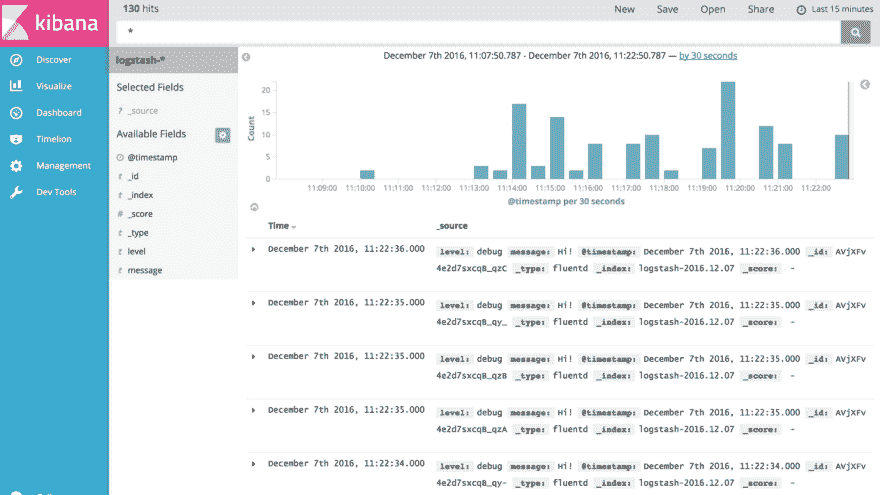 kibana
Discover
Visualize
Dashboard
Timelion
Management
Dev Tools
130 hits
New Save Open Share Last 15 minutes
*
logstash-*
Selected Fields
? _source
Available Fields
@timestamp
t _id
t _index
# _score
t _type
t level
t message
December 7th 2016, 11:07:50.787 - December 7th 2016, 11:22:50.787 — by 30 seconds
Count
20
15
10
5
0
11:09:00 11:10:00 11:11:00 11:12:00 11:13:00 11:14:00 11:15:00 11:16:00 11:17:00 11:18:00 11:19:00 11:20:00 11:21:00 11:22:00
@timestamp per 30 seconds
Time _source
December 7th 2016, 11:22:36.000 level: debug message: Hi! @timestamp: December 7th 2016, 11:22:36.000 _id: AVjXFv
4e2d7sxcqB_qzC _type: fluentd _index: logstash-2016.12.07 _score: -
December 7th 2016, 11:22:35.000 level: debug message: Hi! @timestamp: December 7th 2016, 11:22:35.000 _id: AVjXFv
4e2d7sxcqB_qy_ _type: fluentd _index: logstash-2016.12.07 _score: -
December 7th 2016, 11:22:35.000 level: debug message: Hi! @timestamp: December 7th 2016, 11:22:35.000 _id: AVjXFv
4e2d7sxcqB_qzB _type: fluentd _index: logstash-2016.12.07 _score: -
December 7th 2016, 11:22:35.000 level: debug message: Hi! @timestamp: December 7th 2016, 11:22:35.000 _id: AVjXFv
4e2d7sxcqB_qzA _type: fluentd _index: logstash-2016.12.07 _score: -
December 7th 2016, 11:22:34.000 level: debug message: Hi! @timestamp: December 7th 2016, 11:22:34.000 _id: AVjXFv
4e2d7sxcqB_qy- _type: fluentd _index: logstash-2016.12.07 _score: -